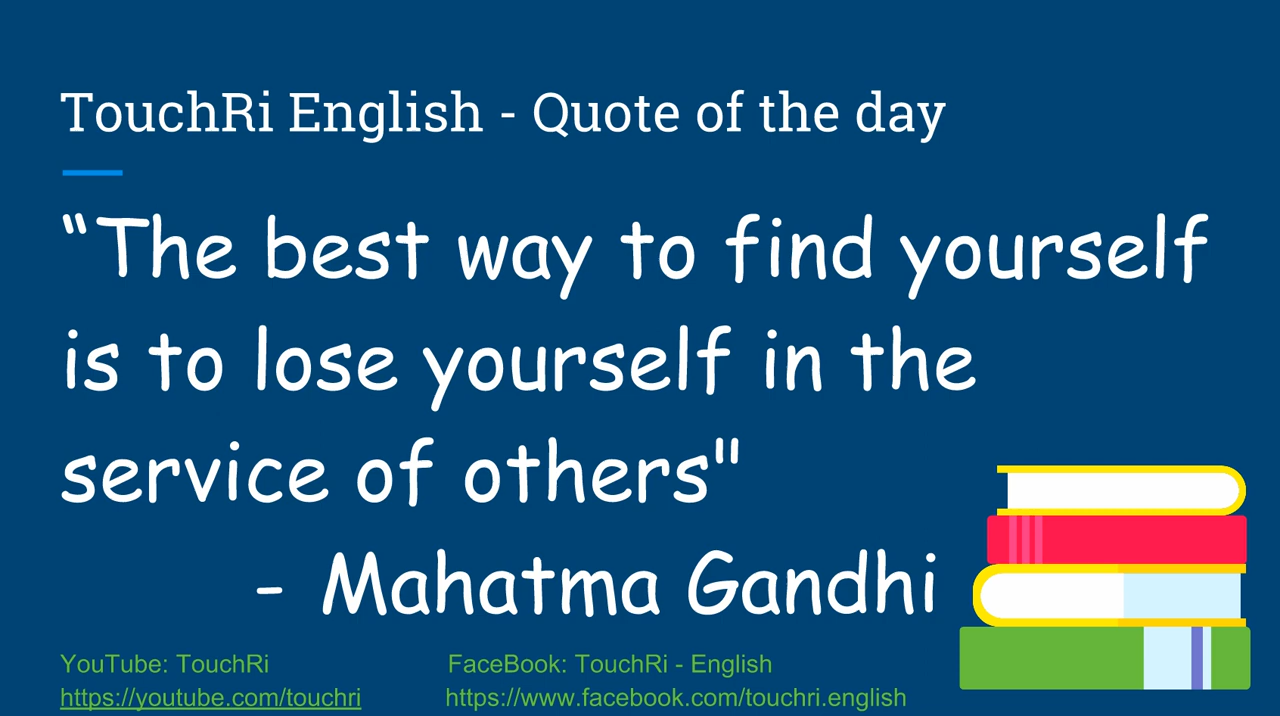 TouchRi English - Quote of the day
“The best way to find yourself
is to lose yourself in the
service of others"
- Mahatma Gandhi
YouTube: TouchRi FaceBook: TouchRi - English
https://youtube.com/touchri https://www.facebook.com/touchri.english